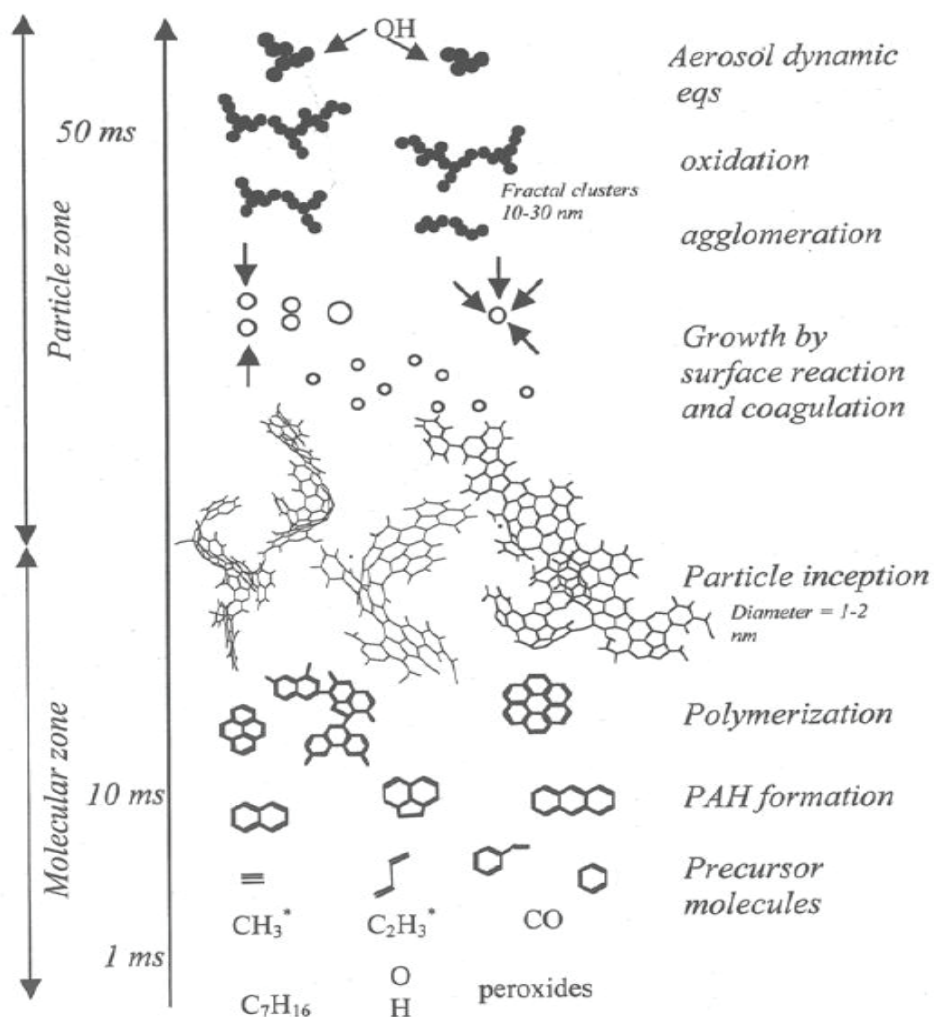 OH
Aerosol dynamic
eqs
50 ms
oxidation
Fractal clusters
10-30 nm
agglomeration
Particle zone
Growth by
surface reaction
and coagulation
Particle inception
Diameter = 1-2
nm
Polymerization
Molecular zone
10 ms
PAH formation
Precursor
molecules
CH₃*
C₂H₃*
CO
1 ms
C₇H₁₆
O
H
peroxides